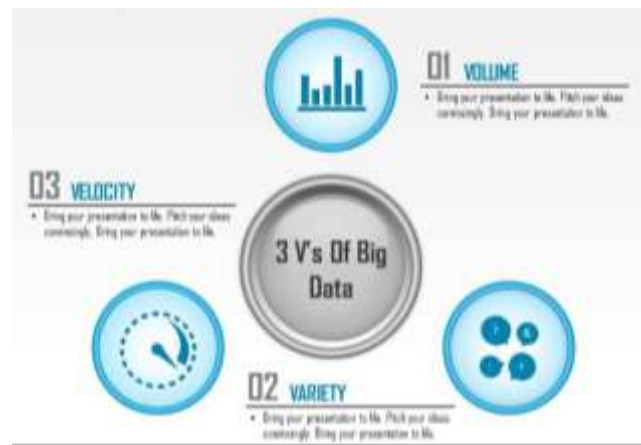 01 VOLUME
• Bring your presentation to life. Pitch your ideas
convincingly. Bring your presentation to life.
03 VELOCITY
• Bring your presentation to life. Pitch your ideas
convincingly. Bring your presentation to life.
3 V's Of Big
Data
02 VARIETY
• Bring your presentation to life. Pitch your ideas
convincingly. Bring your presentation to life.